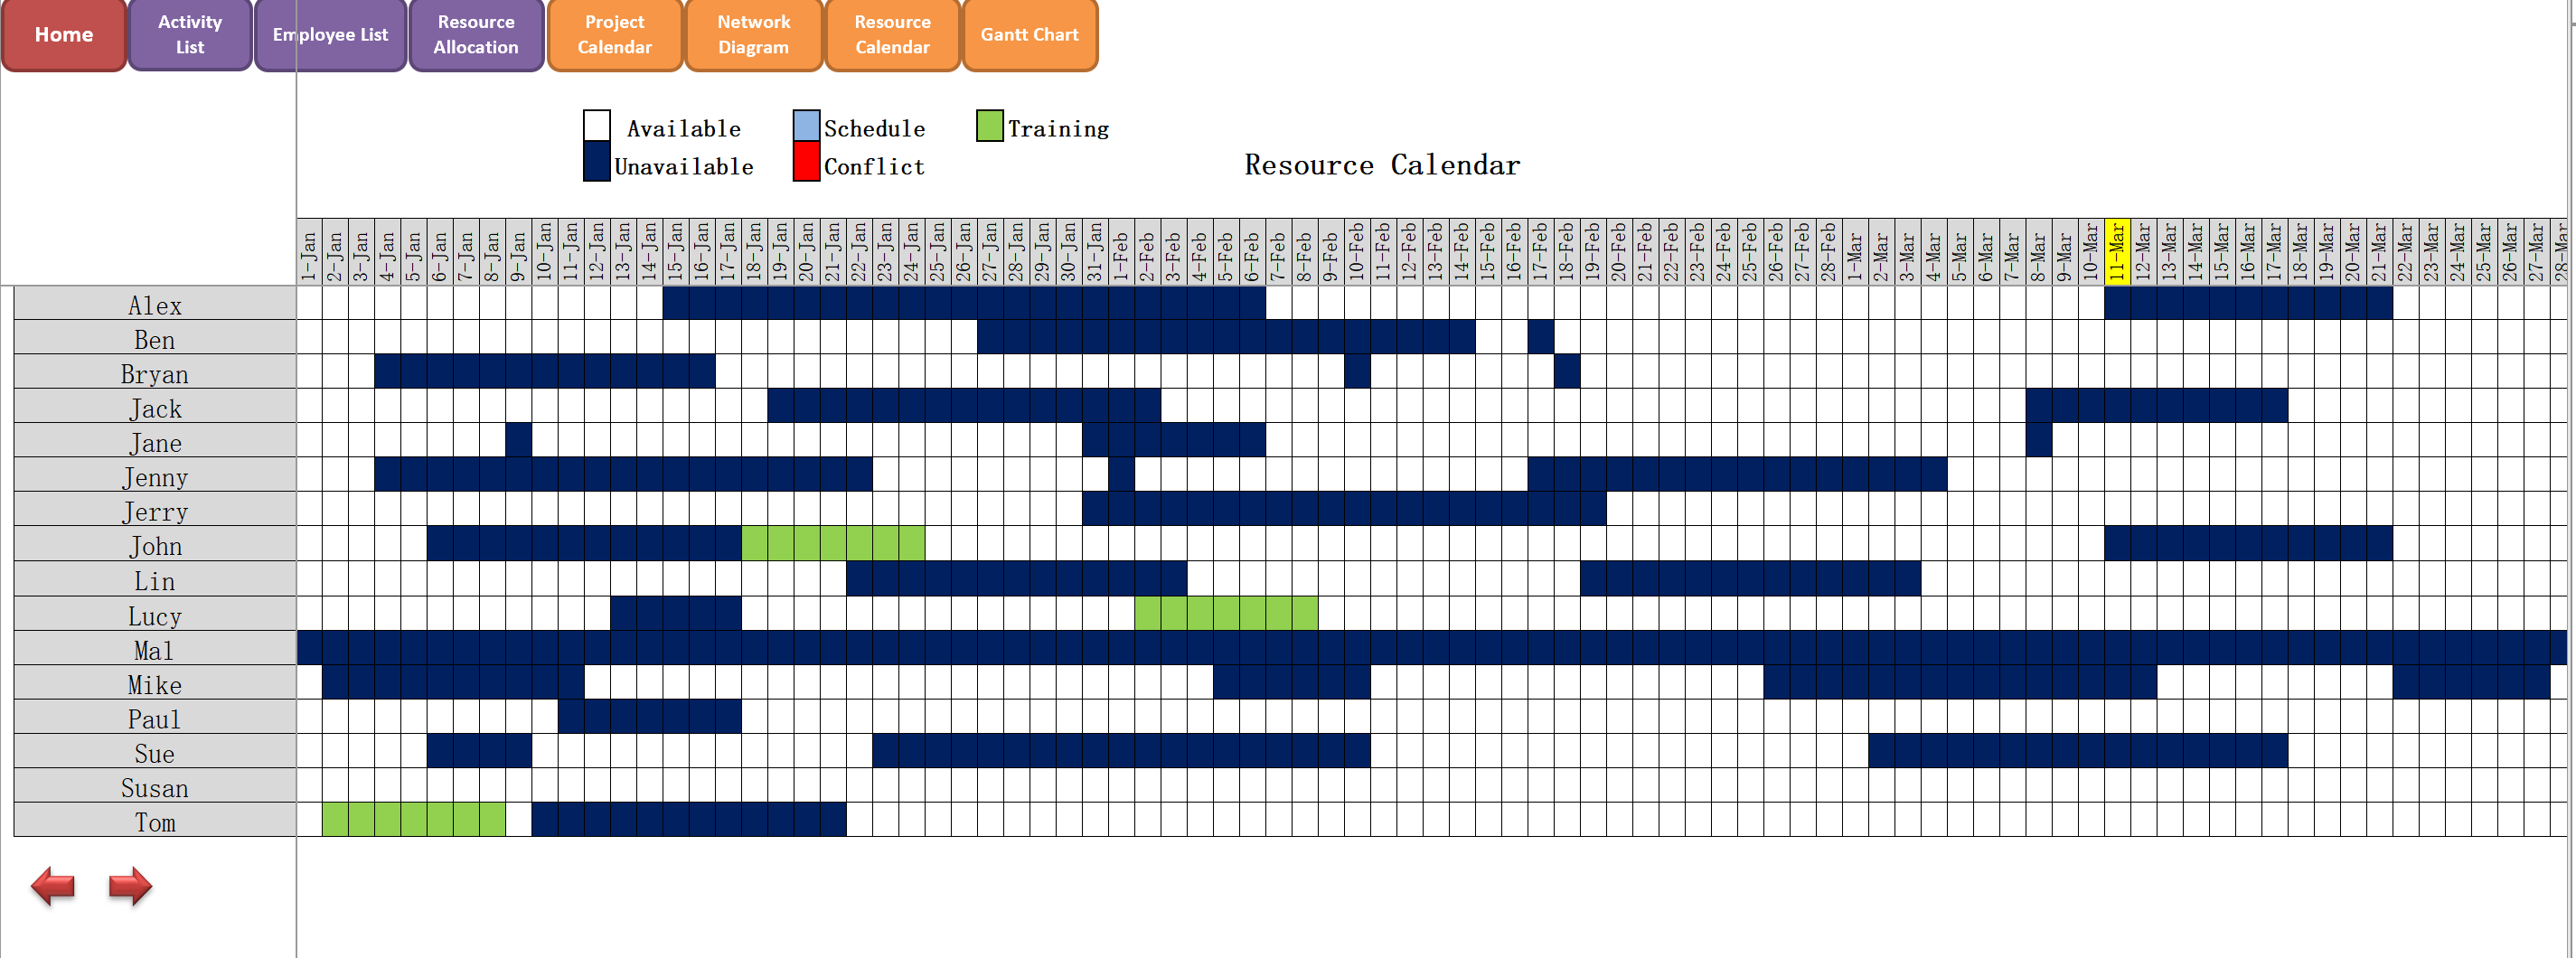 Home
Activity List
Employee List
Resource Allocation
Project Calendar
Network Diagram
Resource Calendar
Gantt Chart
Available
Schedule
Training
Unavailable
Conflict
Resource Calendar
1-Jan 2-Jan 3-Jan 4-Jan 5-Jan 6-Jan 7-Jan 8-Jan 9-Jan 10-Jan 11-Jan 12-Jan 13-Jan 14-Jan 15-Jan 16-Jan 17-Jan 18-Jan 19-Jan 20-Jan 21-Jan 22-Jan 23-Jan 24-Jan 25-Jan 26-Jan 27-Jan 28-Jan 29-Jan 30-Jan 31-Jan 1-Feb 2-Feb 3-Feb 4-Feb 5-Feb 6-Feb 7-Feb 8-Feb 9-Feb 10-Feb 11-Feb 12-Feb 13-Feb 14-Feb 15-Feb 16-Feb 17-Feb 18-Feb 19-Feb 20-Feb 21-Feb 22-Feb 23-Feb 24-Feb 25-Feb 26-Feb 27-Feb 28-Feb 1-Mar 2-Mar 3-Mar 4-Mar 5-Mar 6-Mar 7-Mar 8-Mar 9-Mar 10-Mar 11-Mar 12-Mar 13-Mar 14-Mar 15-Mar 16-Mar 17-Mar 18-Mar 19-Mar 20-Mar 21-Mar 22-Mar 23-Mar 24-Mar 25-Mar 26-Mar 27-Mar 28-Mar
Alex
Ben
Bryan
Jack
Jane
Jenny
Jerry
John
Lin
Lucy
Mal
Mike
Paul
Sue
Susan
Tom